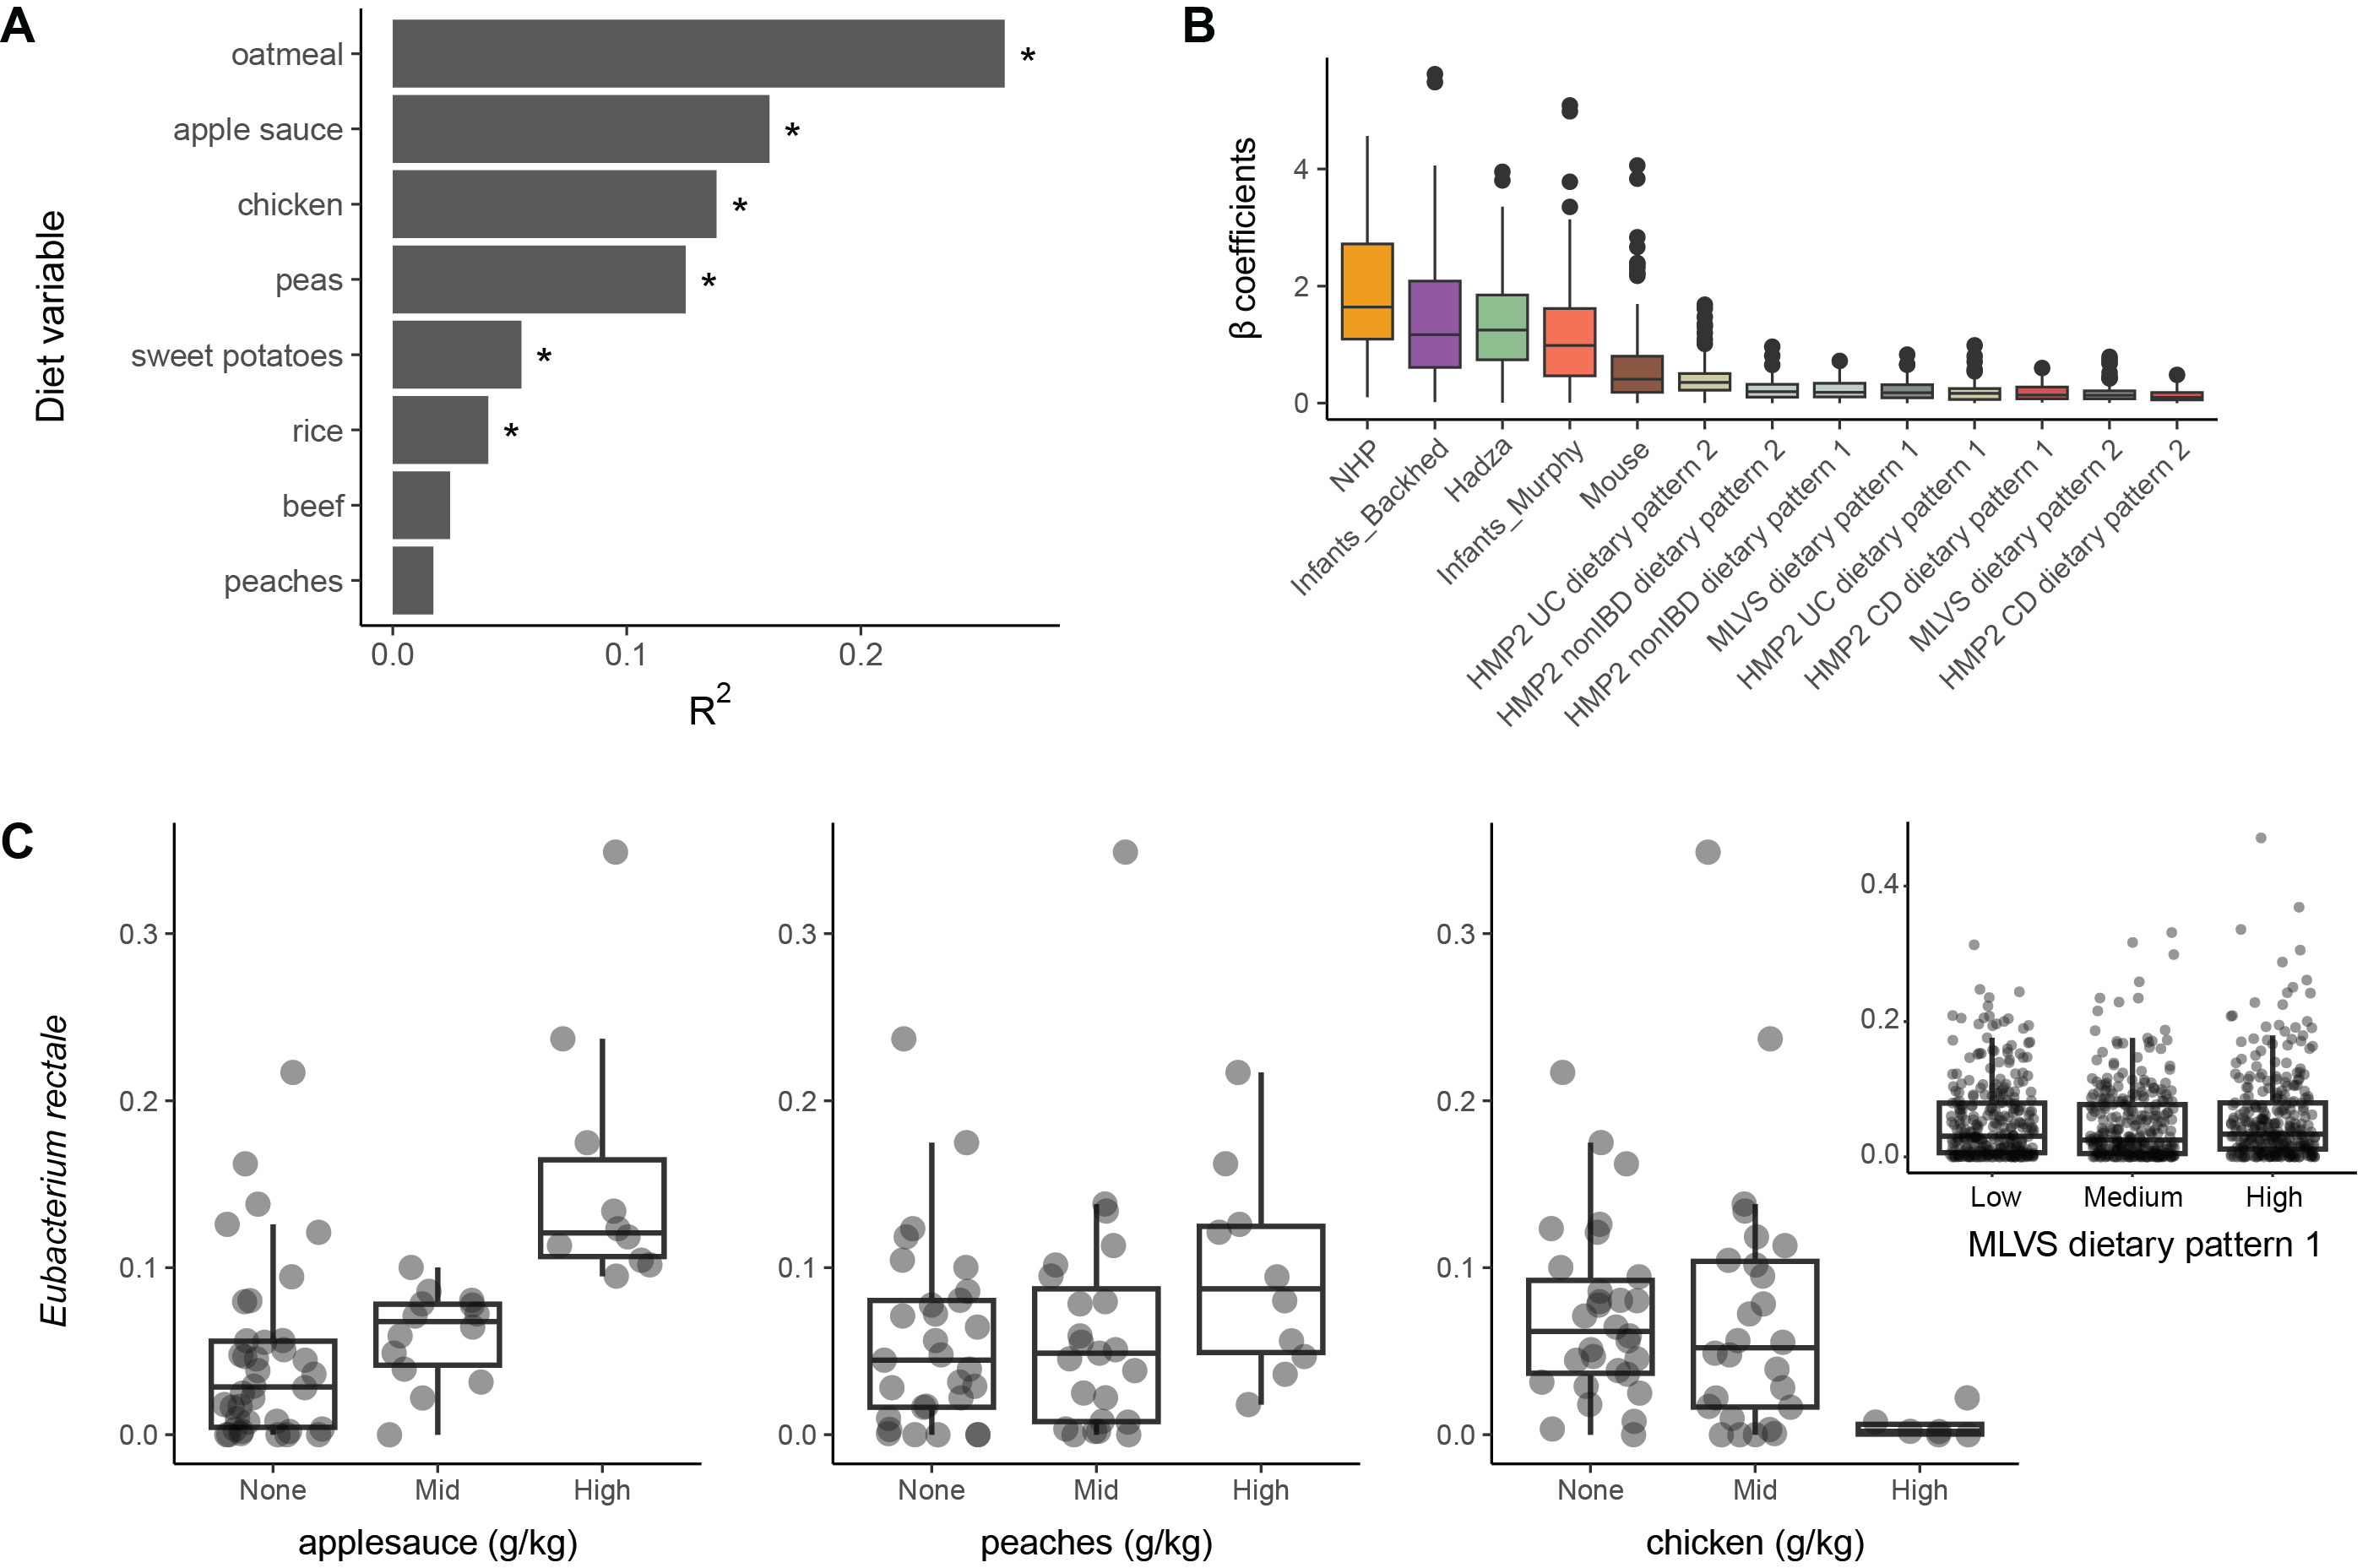 A
Diet variable
oatmeal *
apple sauce *
chicken *
peas *
sweet potatoes *
rice *
beef
peaches
0.0 0.1 0.2
R²
B
β coefficients
4
2
0
NHP
Infants_Backhed
Hadza
Infants_Murphy
Mouse
HMP2 UC dietary pattern 2
HMP2 nonIBD dietary pattern 2
HMP2 nonIBD dietary pattern 1
MLVS dietary pattern 1
HMP2 UC dietary pattern 1
HMP2 CD dietary pattern 1
MLVS dietary pattern 2
HMP2 CD dietary pattern 2
C
Eubacterium rectale
0.3
0.2
0.1
0.0
None Mid High
applesauce (g/kg)
0.3
0.2
0.1
0.0
None Mid High
peaches (g/kg)
0.3
0.2
0.1
0.0
None Mid High
chicken (g/kg)
0.4
0.2
0.0
Low Medium High
MLVS dietary pattern 1